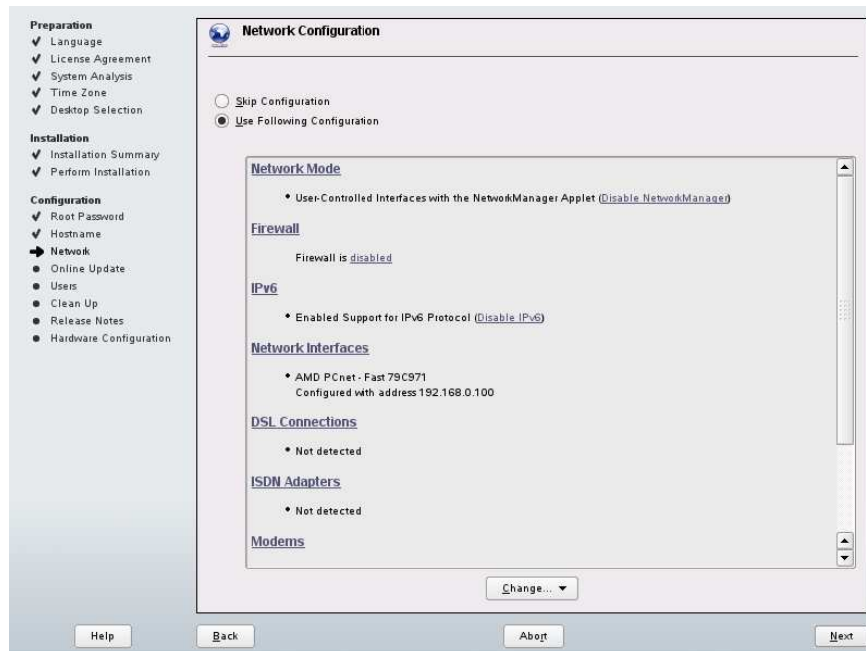 Preparation
Language
License Agreement
System Analysis
Time Zone
Desktop Selection
Installation
Installation Summary
Perform Installation
Configuration
Root Password
Hostname
Network
Online Update
Users
Clean Up
Release Notes
Hardware Configuration
Network Configuration
Skip Configuration
Use Following Configuration
Network Mode
User-Controlled Interfaces with the NetworkManager Applet (Disable NetworkManager)
Firewall
Firewall is disabled
IPv6
Enabled Support for IPv6 Protocol (Disable IPv6)
Network Interfaces
AMD PCnet - Fast 79C971
Configured with address 192.168.0.100
DSL Connections
Not detected
ISDN Adapters
Not detected
Modems
Change...
Help
Back
Abort
Next